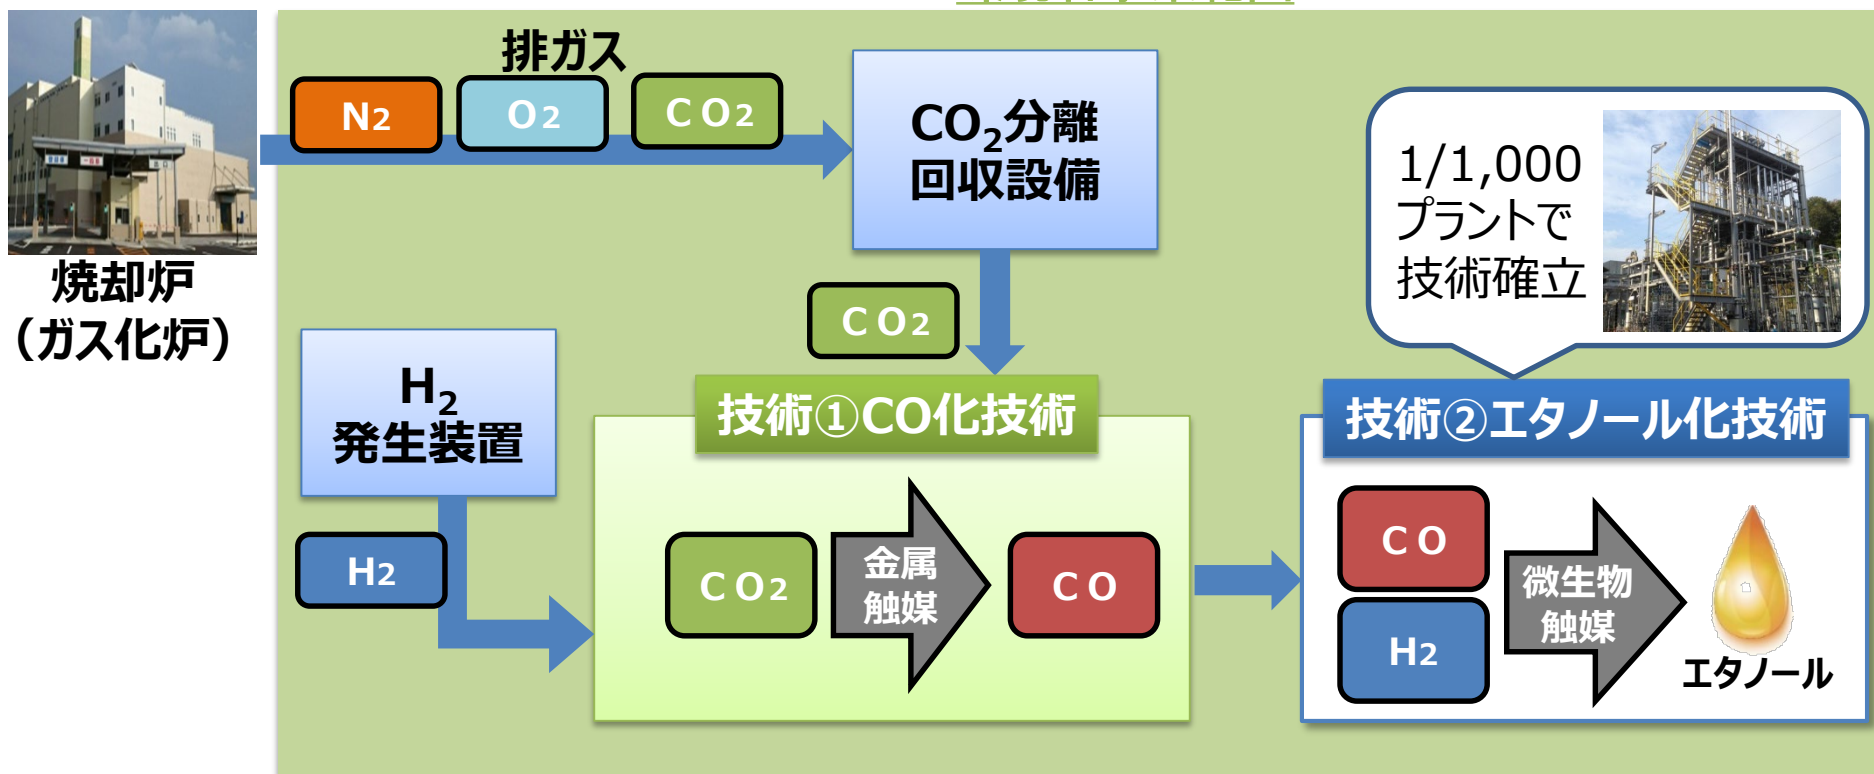 排ガス
N2
O2
CO2
焼却炉
（ガス化炉）
CO2分離
回収設備
CO2
H2
発生装置
H2
技術①CO化技術
CO2
金属
触媒
CO
1/1,000
プラントで
技術確立
技術②エタノール化技術
CO
H2
微生物
触媒
エタノール